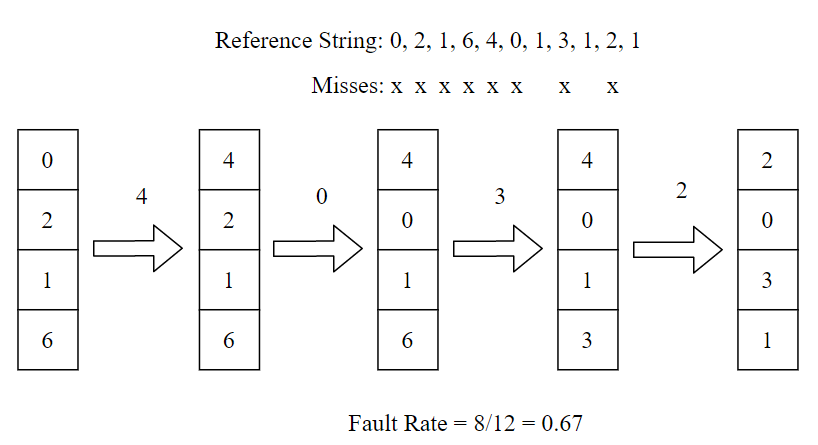 Reference String: 0, 2, 1, 6, 4, 0, 1, 3, 1, 2, 1
Misses: x x x x x x x x
4 0 3 2
0 4 4 4 2
2 2 0 0 0
1 1 1 1 3
6 6 6 3 1
Fault Rate = 8/12 = 0.67